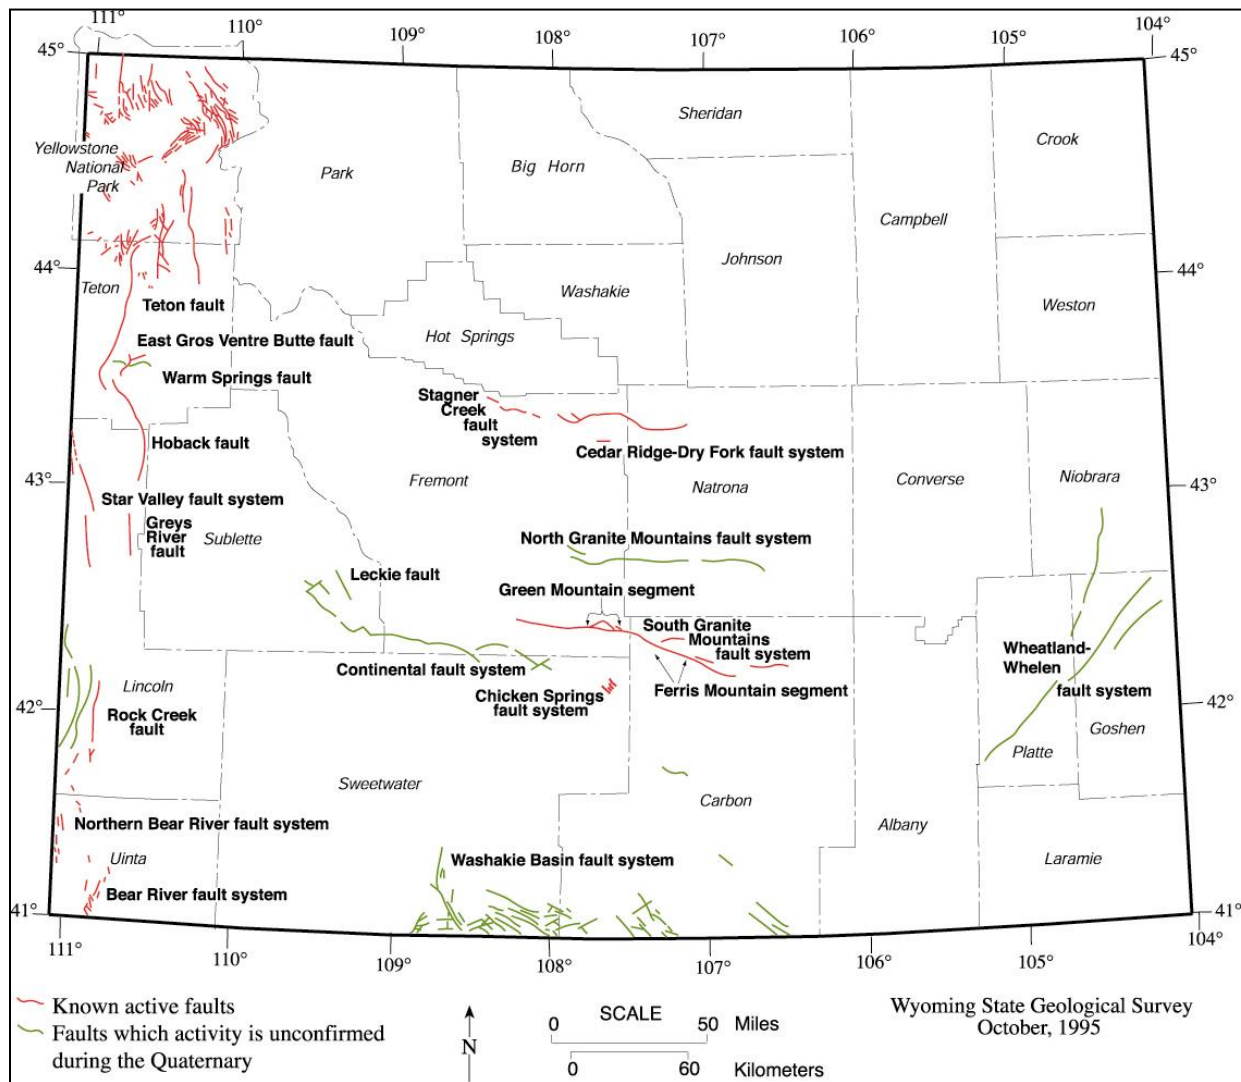 111°
110°
109°
108°
107°
106°
105°
104°
45°
45°
Sheridan
Crook
Yellowstone
National
Park
Park
Big Horn
Campbell
Johnson
44°
44°
Teton
Washakie
Weston
Teton fault
East Gros Ventre Butte fault
Hot Springs
Warm Springs fault
Stagner
Creek
fault
system
Hoback fault
Cedar Ridge-Dry Fork fault system
43°
43°
Fremont
Natrona
Converse
Niobrara
Star Valley fault system
Greys
River
fault
Sublette
North Granite Mountains fault system
Leckie fault
Green Mountain segment
South Granite
Mountains
fault system
Wheatland-
Whelen
fault system
Continental fault system
Chicken Springs
fault system
Ferris Mountain segment
Lincoln
42°
42°
Rock Creek
fault
Goshen
Platte
Sweetwater
Carbon
Albany
Northern Bear River fault system
Uinta
Washakie Basin fault system
Laramie
Bear River fault system
41°
41°
111°
110°
109°
108°
107°
106°
105°
104°
Known active faults
Faults which activity is unconfirmed
during the Quaternary
N
SCALE
0 50 Miles
0 60 Kilometers
Wyoming State Geological Survey
October, 1995